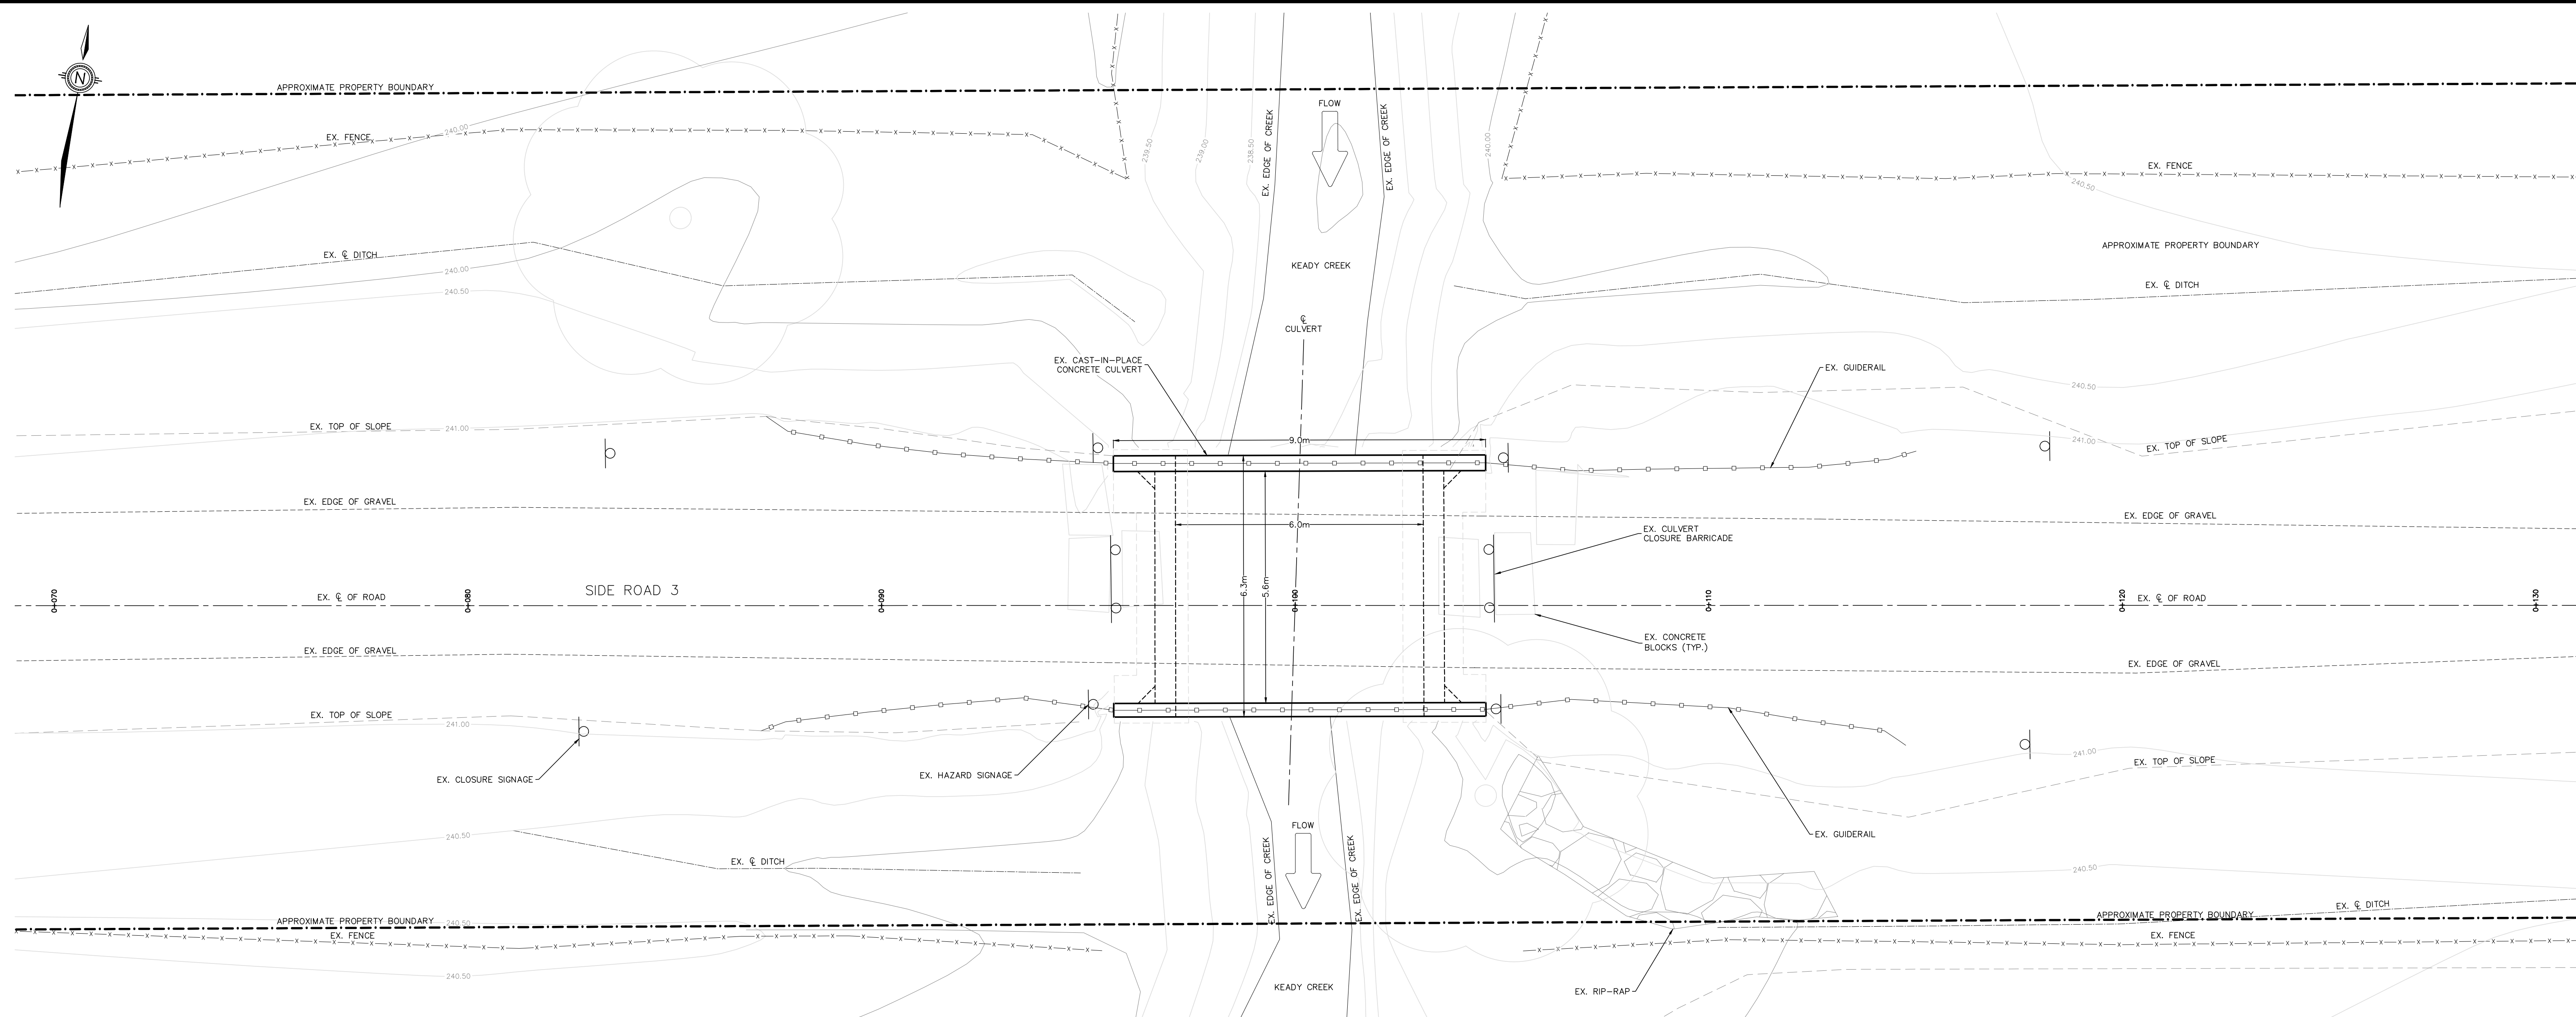 N
APPROXIMATE PROPERTY BOUNDARY
FLOW
EX. FENCE
240.00
239.50
239.00
238.50
EX. EDGE OF CREEK
EX. EDGE OF CREEK
240.00
EX. FENCE
240.50
APPROXIMATE PROPERTY BOUNDARY
EX. ℄ DITCH
240.00
240.50
KEADY CREEK
EX. ℄ DITCH
℄
CULVERT
EX. CAST-IN-PLACE
CONCRETE CULVERT
EX. GUIDERAIL
240.50
EX. TOP OF SLOPE
241.00
9.0m
241.00
EX. TOP OF SLOPE
EX. EDGE OF GRAVEL
6.0m
EX. CULVERT
CLOSURE BARRICADE
EX. EDGE OF GRAVEL
SIDE ROAD 3
6.3m
5.6m
0+070
EX. ℄ OF ROAD
0+080
0+090
0+100
0+110
0+120
EX. ℄ OF ROAD
0+130
EX. CONCRETE
BLOCKS (TYP.)
EX. EDGE OF GRAVEL
EX. EDGE OF GRAVEL
EX. TOP OF SLOPE
241.00
241.00
EX. TOP OF SLOPE
EX. CLOSURE SIGNAGE
EX. HAZARD SIGNAGE
240.50
FLOW
EX. GUIDERAIL
EX. ℄ DITCH
EX. EDGE OF CREEK
EX. EDGE OF CREEK
240.50
APPROXIMATE PROPERTY BOUNDARY
240.50
APPROXIMATE PROPERTY BOUNDARY
EX. ℄ DITCH
EX. FENCE
EX. FENCE
240.50
KEADY CREEK
EX. RIP-RAP